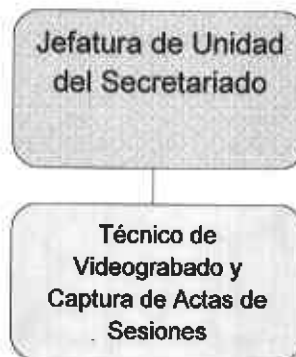 Jefatura de Unidad
del Secretariado
Técnico de
Videograbado y
Captura de Actas de
Sesiones